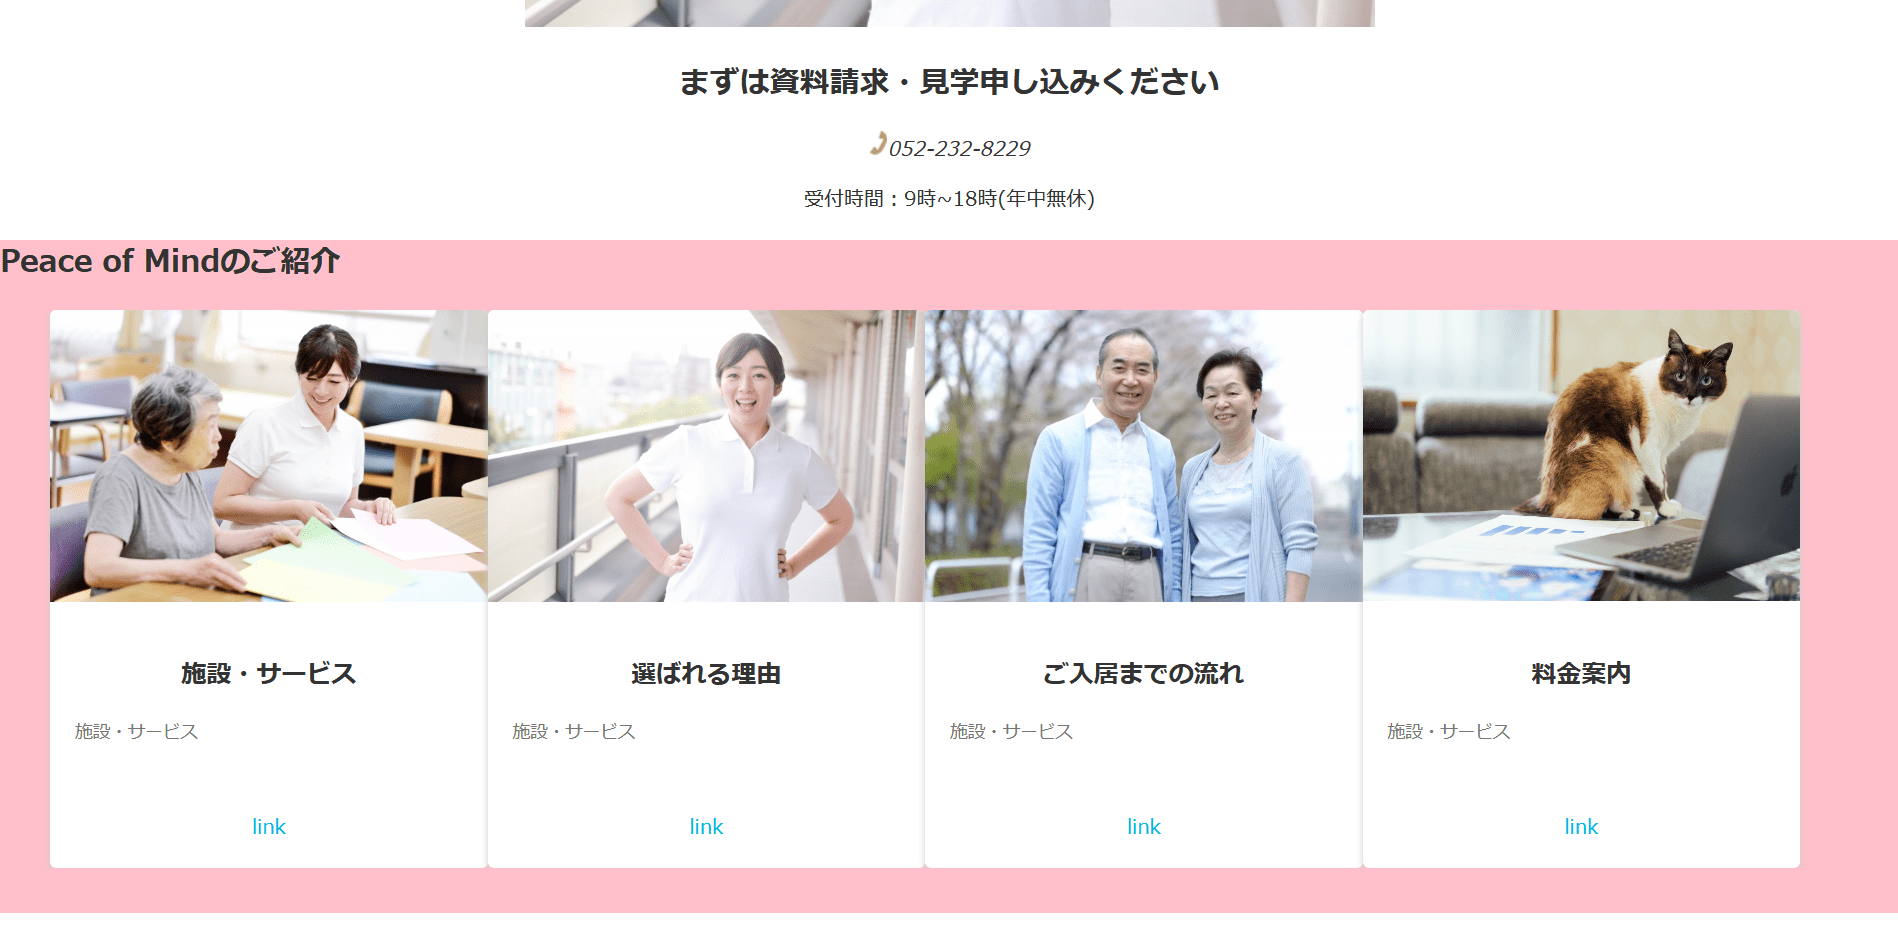 まずは資料請求・見学申し込みください
052-232-8229
受付時間：9時~18時(年中無休)
Peace of Mindのご紹介
施設・サービス
施設・サービス
link
選ばれる理由
施設・サービス
link
ご入居までの流れ
施設・サービス
link
料金案内
施設・サービス
link